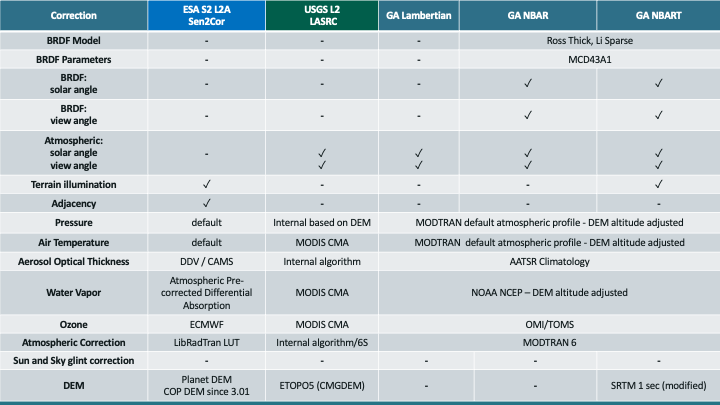 Correction ESA S2 L2A Sen2Cor USGS L2 LASRC GA Lambertian GA NBAR GA NBART
BRDF Model - - - Ross Thick, Li Sparse
BRDF Parameters - - - MCD43A1
BRDF: solar angle - - - ✓ ✓
BRDF: view angle - - - ✓ ✓
Atmospheric:
solar angle - ✓ ✓ ✓ ✓
view angle ✓ ✓ ✓ ✓
Terrain illumination ✓ - - - ✓
Adjacency ✓ - - - -
Pressure default Internal based on DEM MODTRAN default atmospheric profile - DEM altitude adjusted
Air Temperature default MODIS CMA MODTRAN default atmospheric profile - DEM altitude adjusted
Aerosol Optical Thickness DDV / CAMS Internal algorithm AATSR Climatology
Water Vapor Atmospheric Pre-corrected Differential Absorption MODIS CMA NOAA NCEP – DEM altitude adjusted
Ozone ECMWF MODIS CMA OMI/TOMS
Atmospheric Correction LibRadTran LUT Internal algorithm/6S MODTRAN 6
Sun and Sky glint correction - - - - -
DEM Planet DEM COP DEM since 3.01 ETOPO5 (CMGDEM) - - SRTM 1 sec (modified)